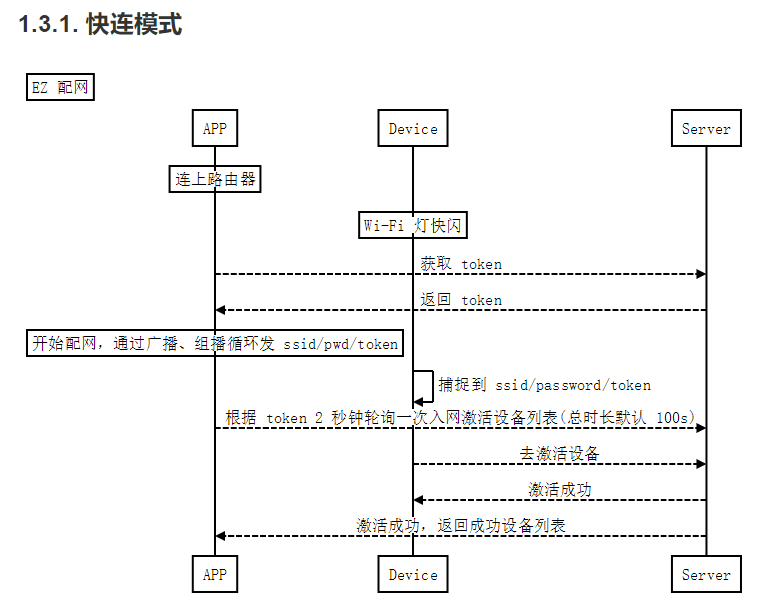 1.3.1. 快连模式
EZ 配网
APP
Device
Server
连上路由器
Wi-Fi 灯快闪
获取 token
返回 token
开始配网，通过广播、组播循环发 ssid/pwd/token
捕捉到 ssid/password/token
根据 token 2 秒钟轮询一次入网激活设备列表(总时长默认 100s)
去激活设备
激活成功
激活成功，返回成功设备列表
APP
Device
Server